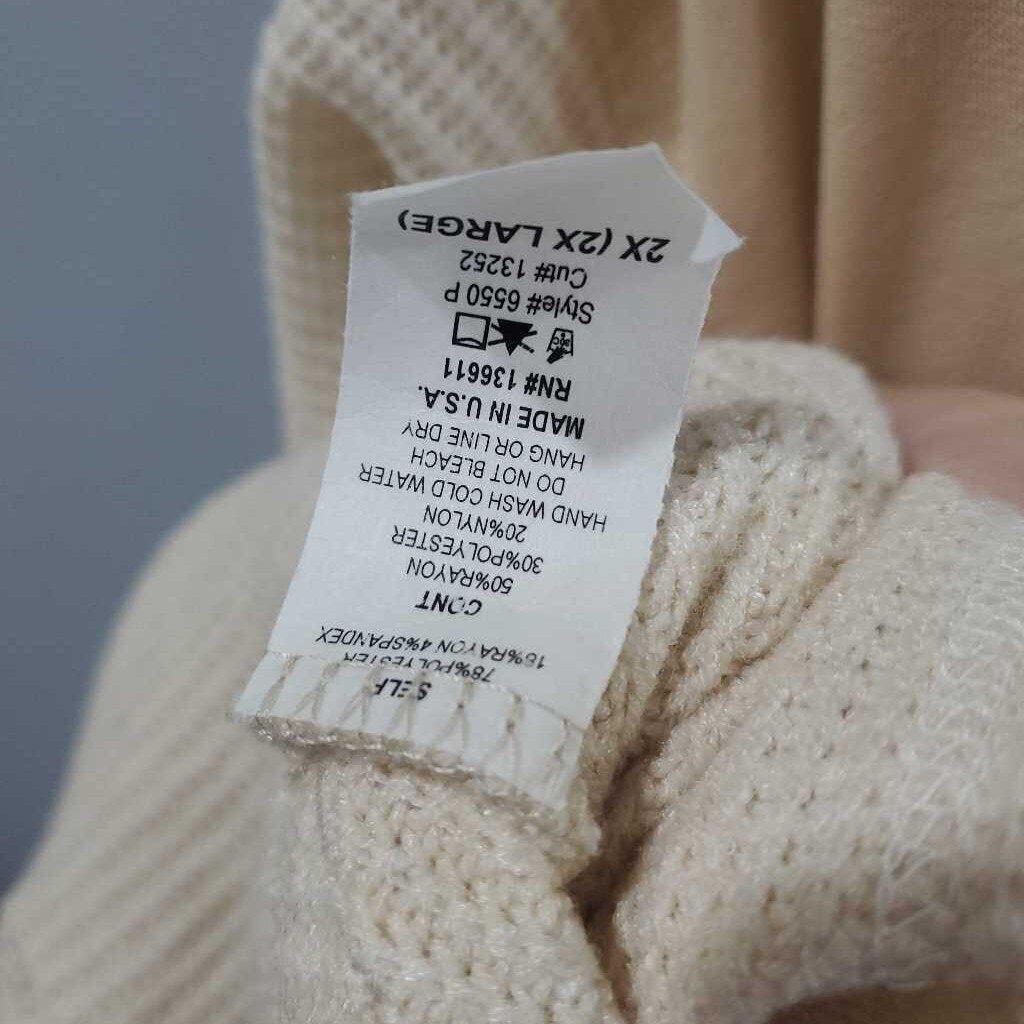 SELF
78%POLYESTER
18%RAYON 4%SPANDEX
CONT
50%RAYON
30%POLYESTER
20%NYLON
HAND WASH COLD WATER
DO NOT BLEACH
HANG OR LINE DRY
MADE IN U.S.A.
RN# 136611
Style# 6550 P
Cut# 13252
2X (2X LARGE)